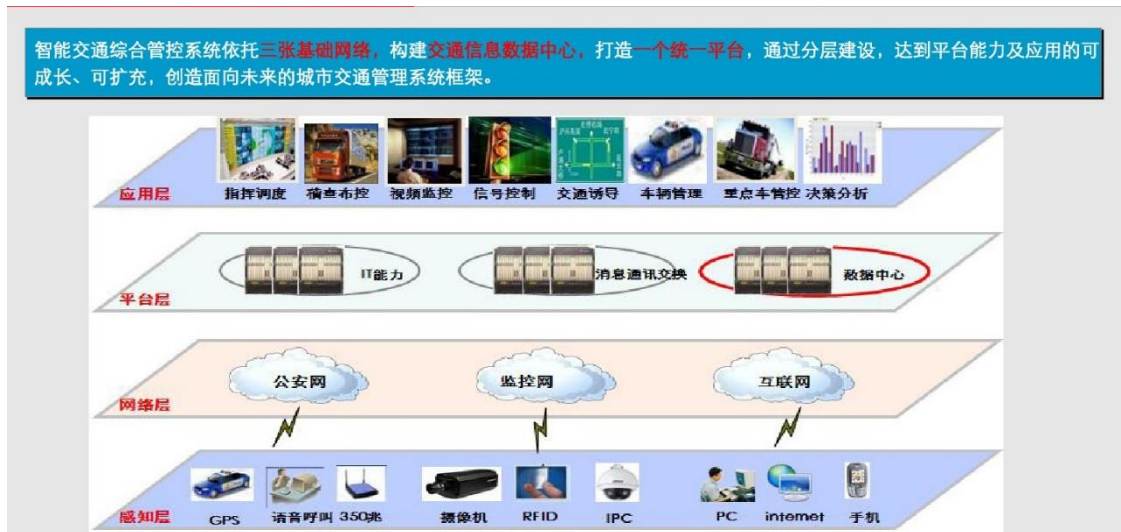 智能交通综合管控系统依托三张基础网络，构建交通信息数据中心，打造一个统一平台，通过分层建设，达到平台能力及应用的可
成长、可扩充，创造面向未来的城市交通管理系统框架。
应用层 指挥调度 稽查布控 视频监控 信号控制 交通诱导 车辆管理 重点车管控 决策分析
IT能力 消息通讯交换 数据中心
平台层
公安网 监控网 互联网
网络层
感知层 GPS 语音呼叫 350兆 摄像机 RFID IPC PC internet 手机